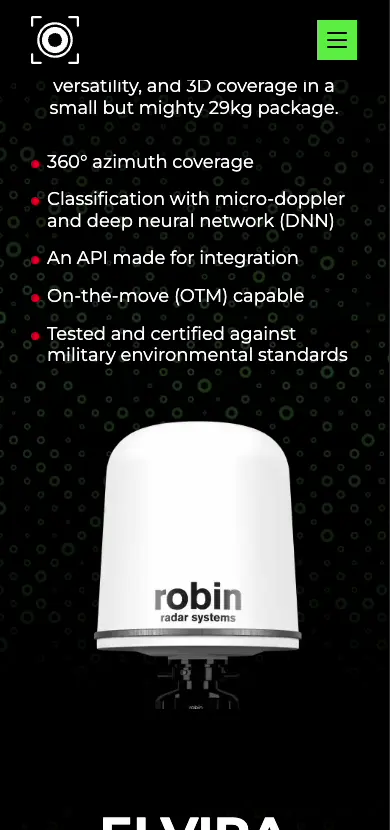 versatility, and 3D coverage in a
small but mighty 29kg package.
360° azimuth coverage
Classification with micro-doppler
and deep neural network (DNN)
An API made for integration
On-the-move (OTM) capable
Tested and certified against
military environmental standards
robin
radar systems
ELVIRA